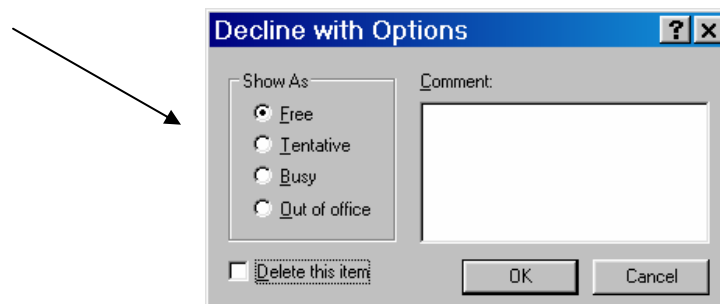 Decline with Options
Show As
Free
Tentative
Busy
Out of office
Comment:
Delete this item
OK
Cancel